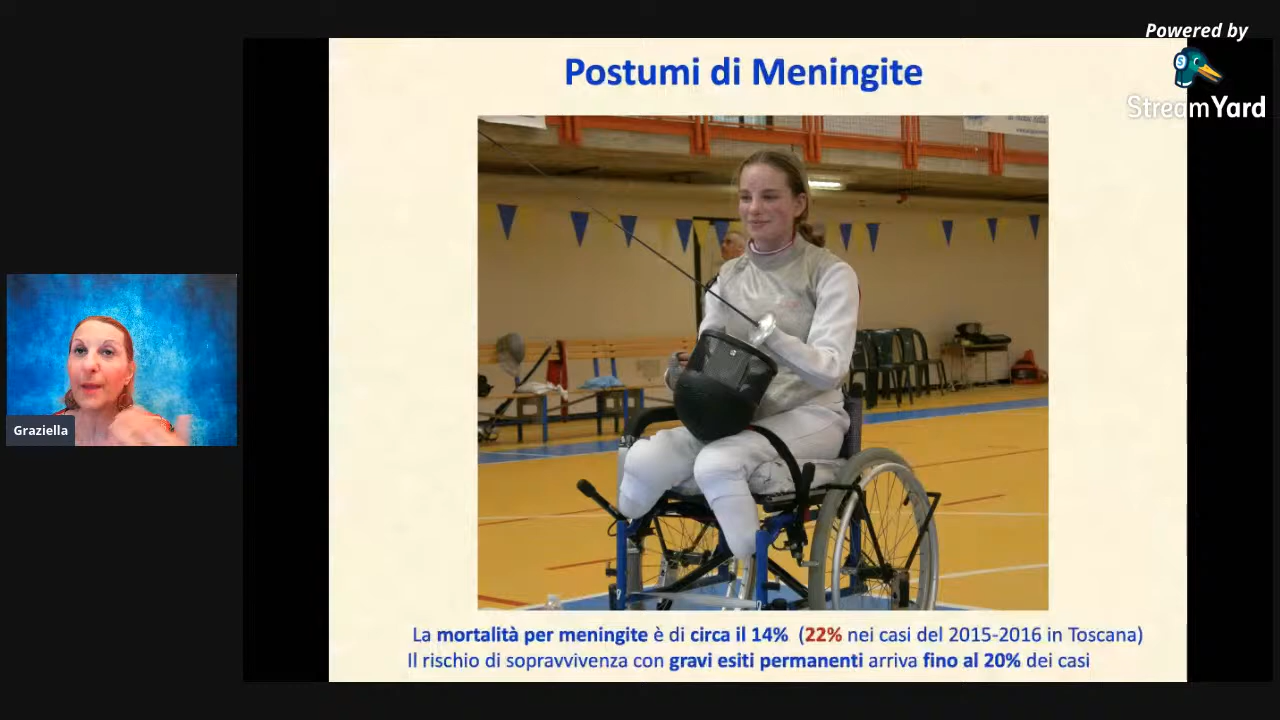 Powered by
StreamYard
Postumi di Meningite
Graziella
La mortalità per meningite è di circa il 14% (22% nei casi del 2015-2016 in Toscana)
Il rischio di sopravvivenza con gravi esiti permanenti arriva fino al 20% dei casi